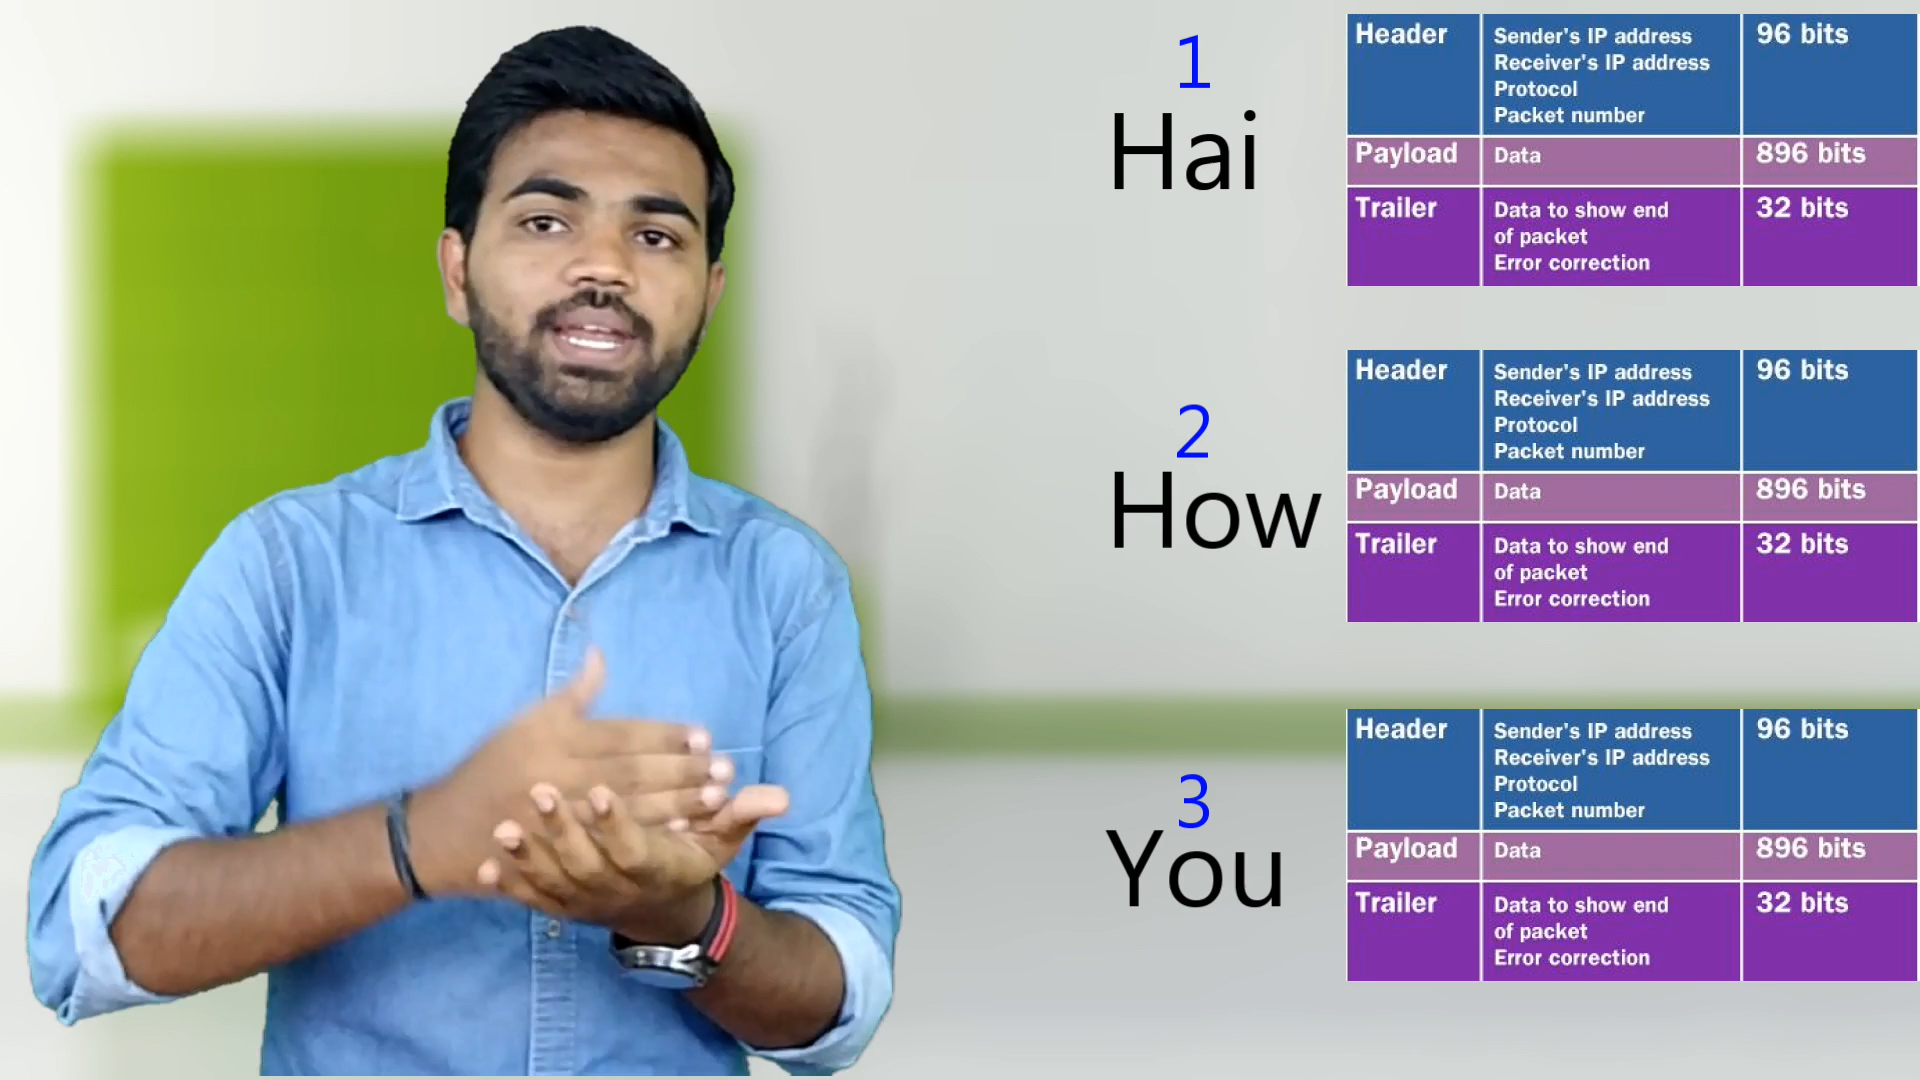 1
Hai
Header Sender's IP address 96 bits
Receiver's IP address
Protocol
Packet number
Payload Data 896 bits
Trailer Data to show end 32 bits
of packet
Error correction
2
How
Header Sender's IP address 96 bits
Receiver's IP address
Protocol
Packet number
Payload Data 896 bits
Trailer Data to show end 32 bits
of packet
Error correction
3
You
Header Sender's IP address 96 bits
Receiver's IP address
Protocol
Packet number
Payload Data 896 bits
Trailer Data to show end 32 bits
of packet
Error correction